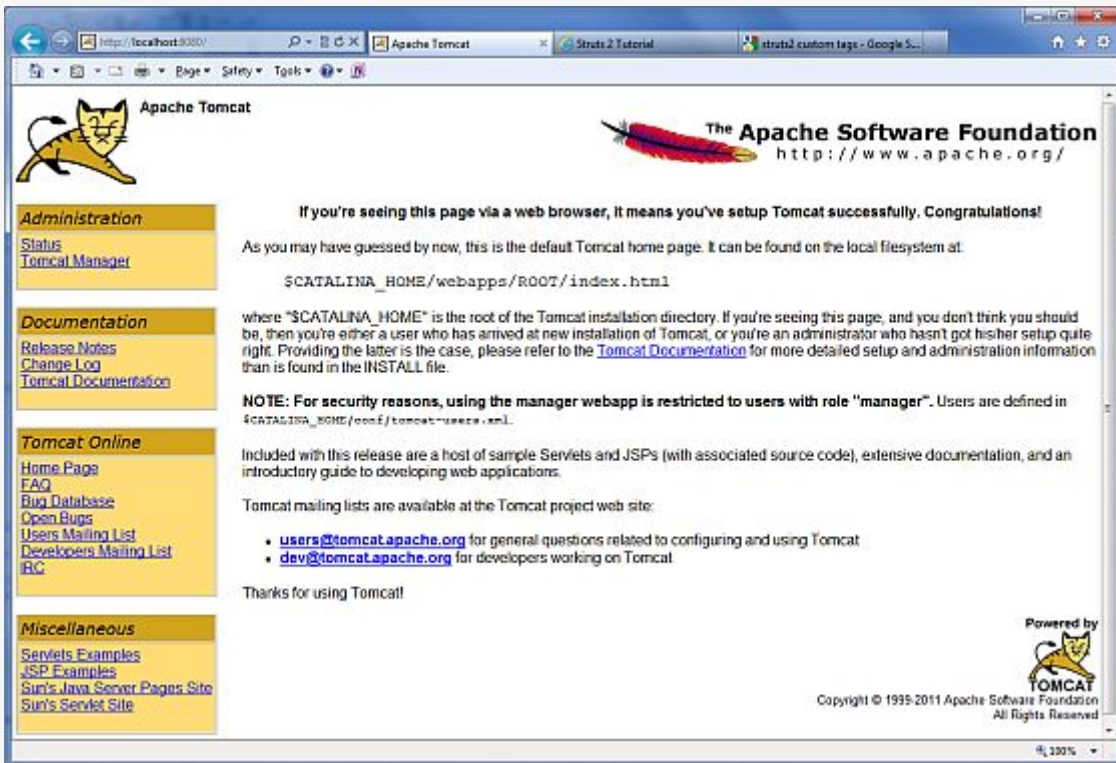 http://localhost:8080/
Apache Tomcat
Struts 2 Tutorial
struts2 custom tags - Google S...
Page
Safety
Tools
Apache Tomcat
The Apache Software Foundation
http://www.apache.org/
Administration
Status
Tomcat Manager
Documentation
Release Notes
Change Log
Tomcat Documentation
Tomcat Online
Home Page
FAQ
Bug Database
Open Bugs
Users Mailing List
Developers Mailing List
IRC
Miscellaneous
Servlets Examples
JSP Examples
Sun's Java Server Pages Site
Sun's Servlet Site
If you're seeing this page via a web browser, it means you've setup Tomcat successfully. Congratulations!
As you may have guessed by now, this is the default Tomcat home page. It can be found on the local filesystem at:
$CATALINA_HOME/webapps/ROOT/index.html
where "$CATALINA_HOME" is the root of the Tomcat installation directory. If you're seeing this page, and you don't think you should
be, then you're either a user who has arrived at new installation of Tomcat, or you're an administrator who hasn't got his/her setup quite
right. Providing the latter is the case, please refer to the Tomcat Documentation for more detailed setup and administration information
than is found in the INSTALL file.
NOTE: For security reasons, using the manager webapp is restricted to users with role "manager". Users are defined in
$CATALINA_HOME/conf/tomcat-users.xml.
Included with this release are a host of sample Servlets and JSPs (with associated source code), extensive documentation, and an
introductory guide to developing web applications.
Tomcat mailing lists are available at the Tomcat project web site:
• users@tomcat.apache.org for general questions related to configuring and using Tomcat
• dev@tomcat.apache.org for developers working on Tomcat
Thanks for using Tomcat!
Powered by
TOMCAT
Copyright © 1999-2011 Apache Software Foundation
All Rights Reserved
100%